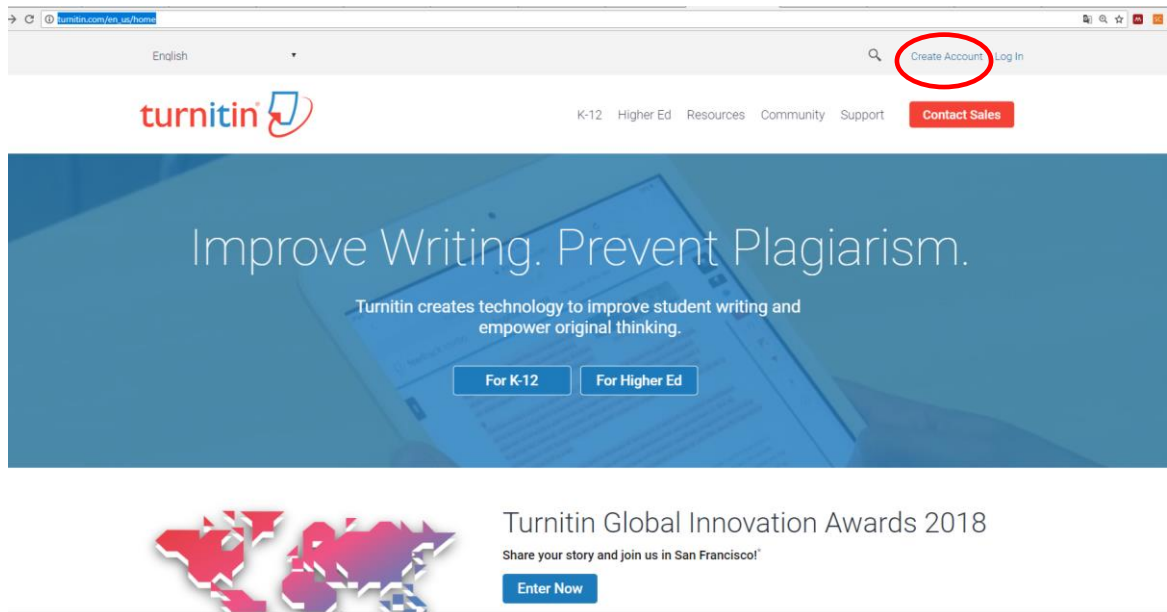 turnitin.com/en_us/home
English
Create Account
Log In
turnitin
K-12 Higher Ed Resources Community Support Contact Sales
Improve Writing. Prevent Plagiarism.
Turnitin creates technology to improve student writing and
empower original thinking.
For K-12 For Higher Ed
Turnitin Global Innovation Awards 2018
Share your story and join us in San Francisco!*
Enter Now